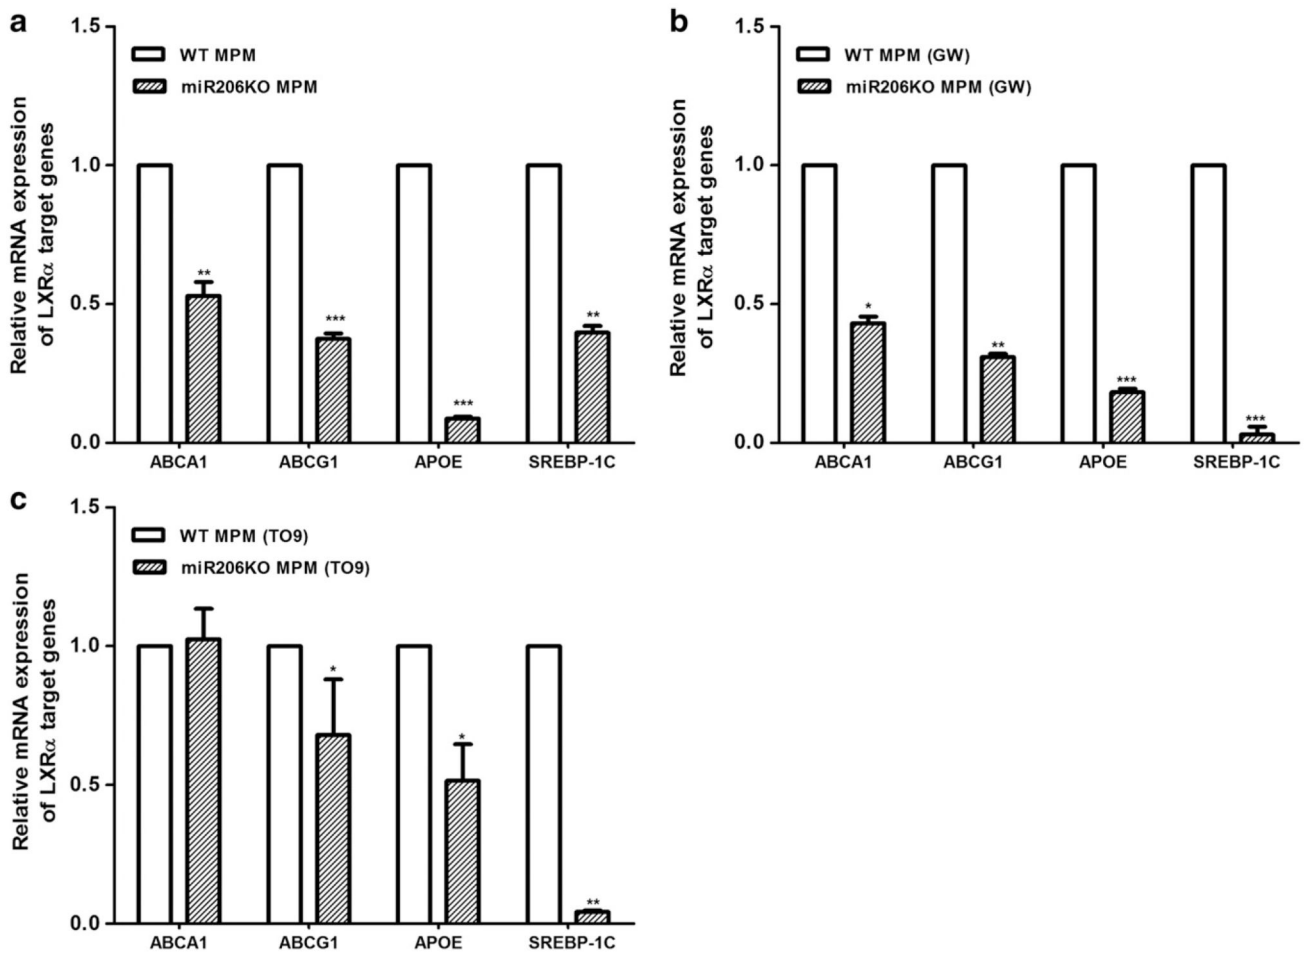 a
1.5
WT MPM
miR206KO MPM
Relative mRNA expression
of LXRα target genes
1.0
**
***
**
0.5
***
0.0
ABCA1 ABCG1 APOE SREBP-1C
b
1.5
WT MPM (GW)
miR206KO MPM (GW)
Relative mRNA expression
of LXRα target genes
1.0
0.5
*
**
***
***
0.0
ABCA1 ABCG1 APOE SREBP-1C
c
1.5
WT MPM (TO9)
miR206KO MPM (TO9)
Relative mRNA expression
of LXRα target genes
1.0
*
*
0.5
**
0.0
ABCA1 ABCG1 APOE SREBP-1C